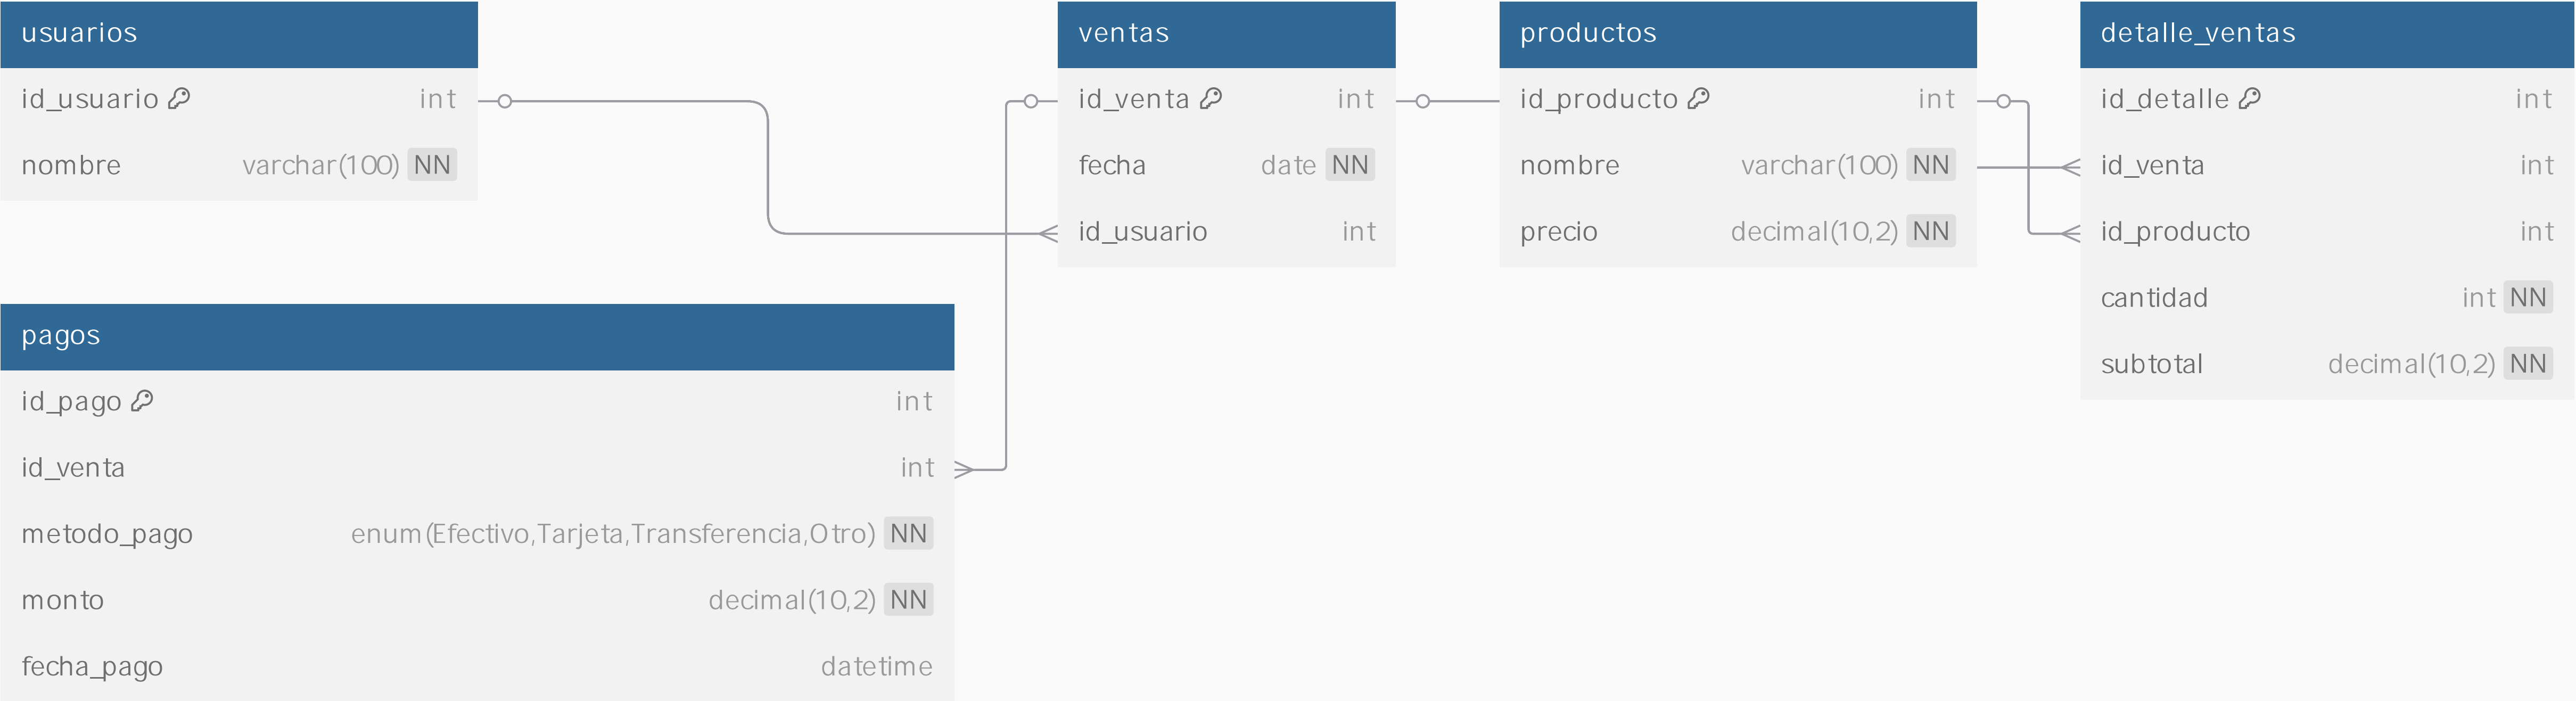 usuarios
id_usuario int
nombre varchar(100) NN
ventas
id_venta int
fecha date NN
id_usuario int
productos
id_producto int
nombre varchar(100) NN
precio decimal(10,2) NN
detalle_ventas
id_detalle int
id_venta int
id_producto int
cantidad int NN
subtotal decimal(10,2) NN
pagos
id_pago int
id_venta int
metodo_pago enum(Efectivo,Tarjeta,Transferencia,Otro) NN
monto decimal(10,2) NN
fecha_pago datetime